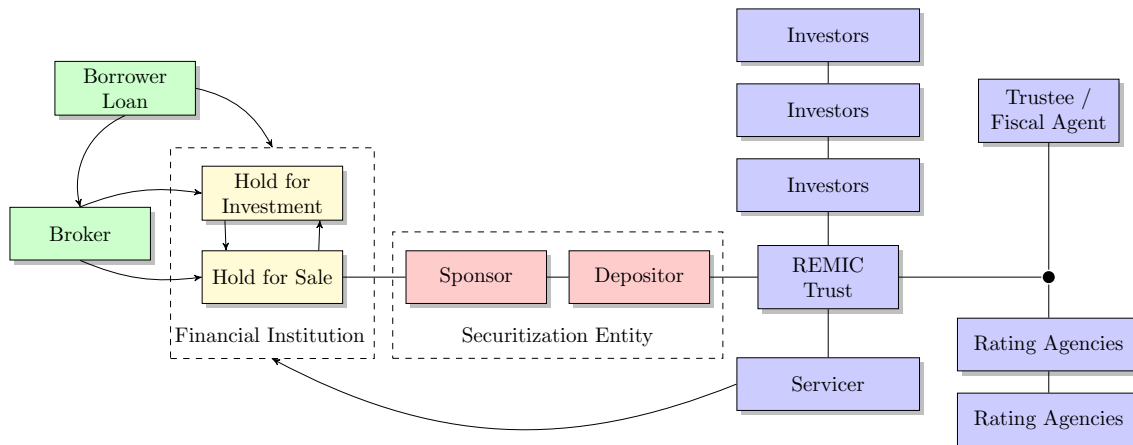 Investors
Borrower
Loan
Investors
Trustee /
Fiscal Agent
Hold for
Investment
Investors
Broker
Hold for Sale
Sponsor
Depositor
REMIC
Trust
Financial Institution
Securitization Entity
Rating Agencies
Servicer
Rating Agencies